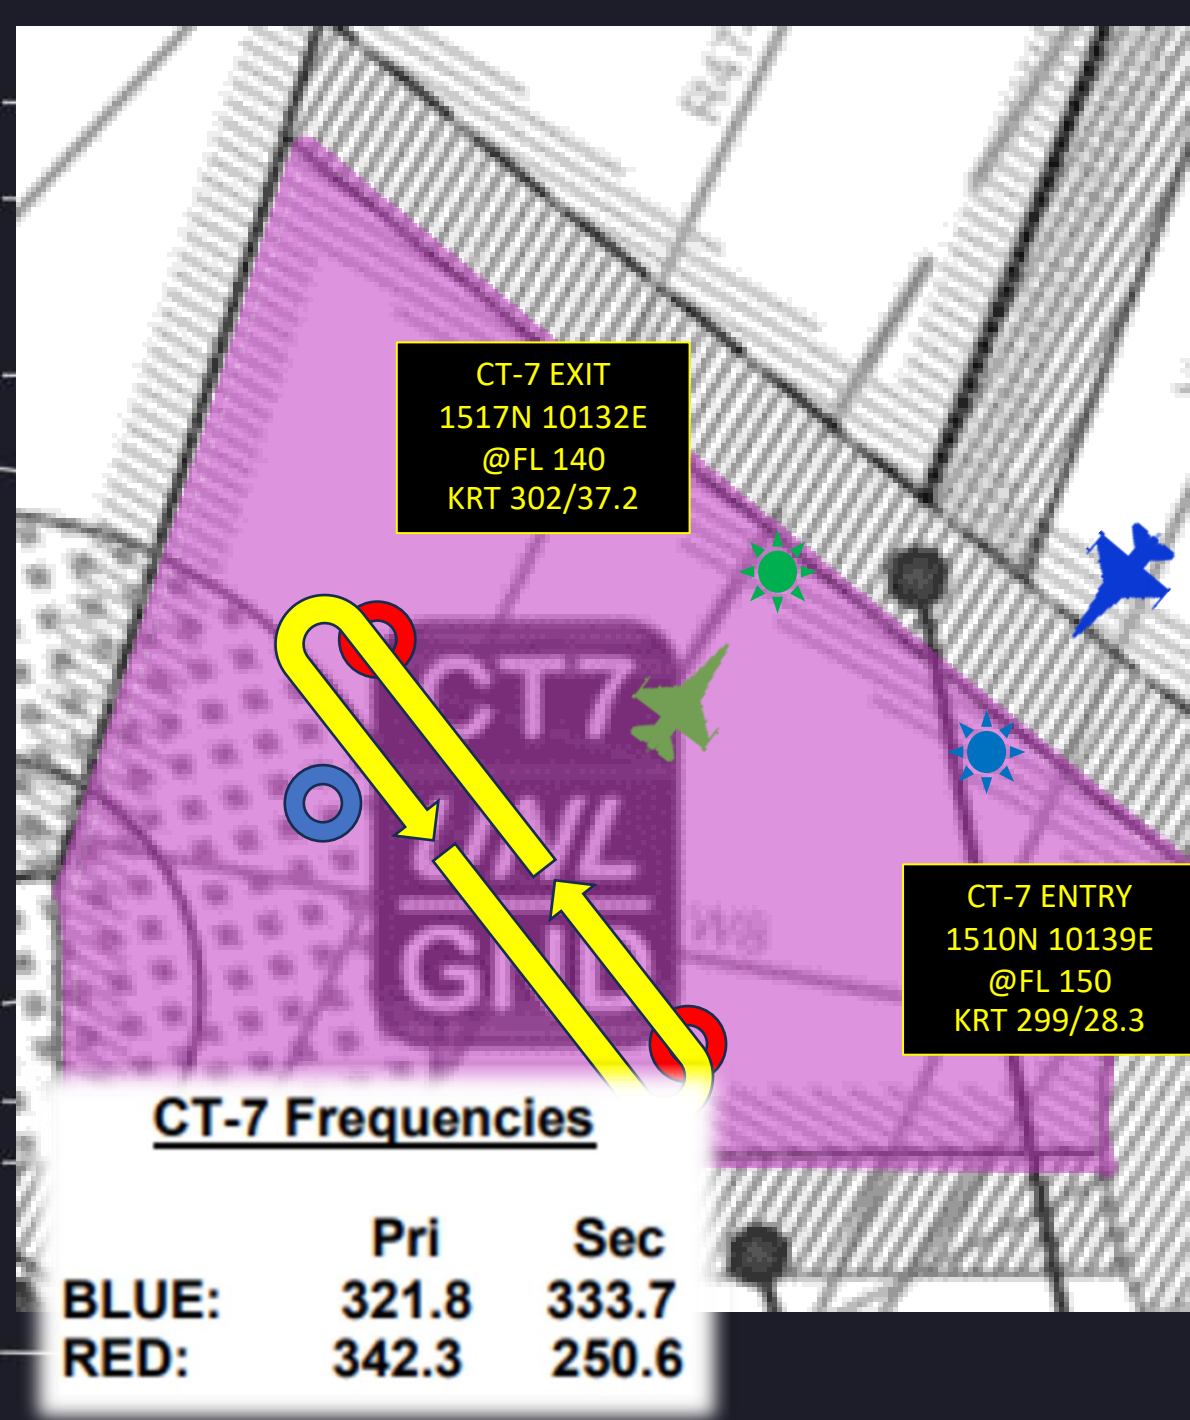 R41
CT-7 EXIT
1517N 10132E
@FL 140
KRT 302/37.2
CT7
GND
W8
CT-7 ENTRY
1510N 10139E
@FL 150
KRT 299/28.3
CT-7 Frequencies
Pri Sec
BLUE: 321.8 333.7
RED: 342.3 250.6